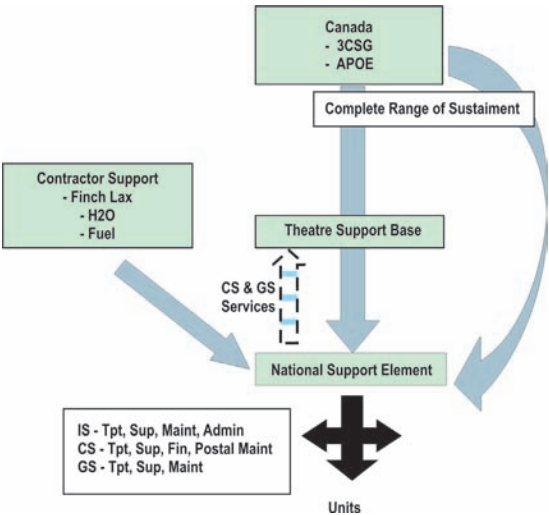 Canada
- 3CSG
- APOE
Complete Range of Sustaiment
Contractor Support
- Finch Lax
- H2O
- Fuel
Theatre Support Base
CS & GS
Services
National Support Element
IS - Tpt, Sup, Maint, Admin
CS - Tpt, Sup, Fin, Postal Maint
GS - Tpt, Sup, Maint
Units